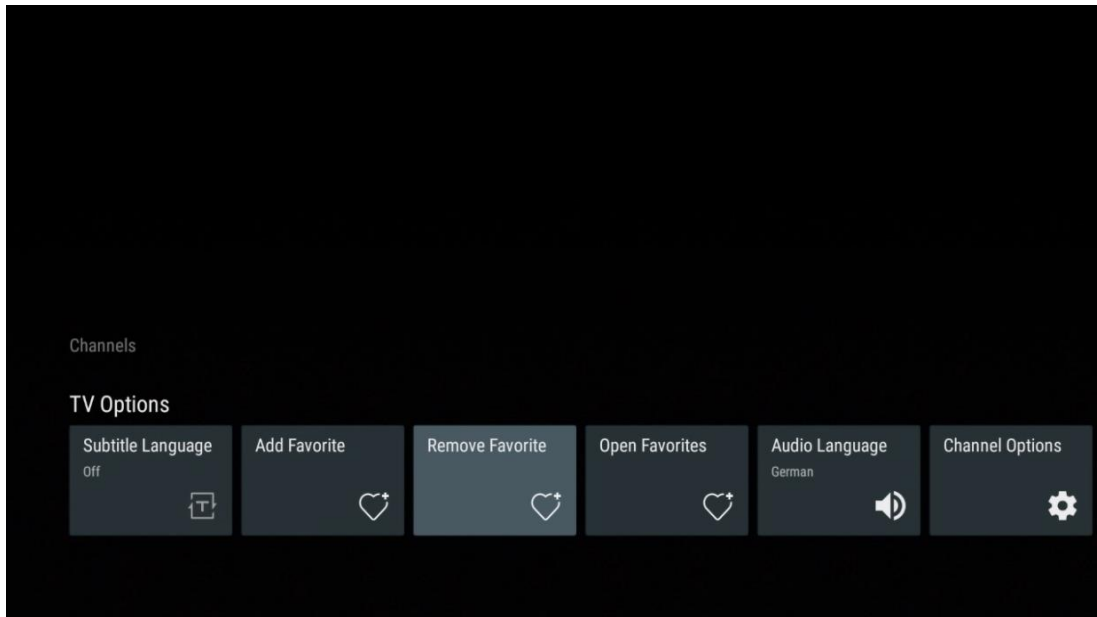 Channels
TV Options
Subtitle Language
Off
Add Favorite
Remove Favorite
Open Favorites
Audio Language
German
Channel Options